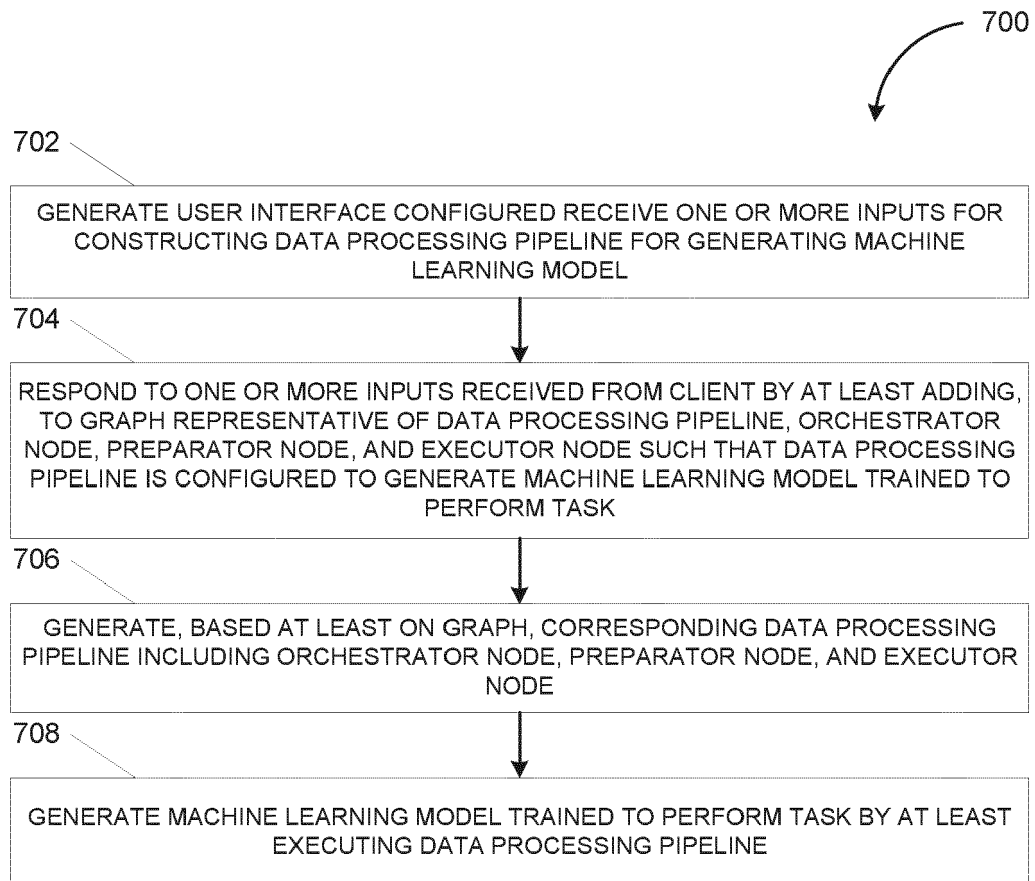 700
702
GENERATE USER INTERFACE CONFIGURED RECEIVE ONE OR MORE INPUTS FOR
CONSTRUCTING DATA PROCESSING PIPELINE FOR GENERATING MACHINE
LEARNING MODEL
704
RESPOND TO ONE OR MORE INPUTS RECEIVED FROM CLIENT BY AT LEAST ADDING,
TO GRAPH REPRESENTATIVE OF DATA PROCESSING PIPELINE, ORCHESTRATOR
NODE, PREPARATOR NODE, AND EXECUTOR NODE SUCH THAT DATA PROCESSING
PIPELINE IS CONFIGURED TO GENERATE MACHINE LEARNING MODEL TRAINED TO
PERFORM TASK
706
GENERATE, BASED AT LEAST ON GRAPH, CORRESPONDING DATA PROCESSING
PIPELINE INCLUDING ORCHESTRATOR NODE, PREPARATOR NODE, AND EXECUTOR
NODE
708
GENERATE MACHINE LEARNING MODEL TRAINED TO PERFORM TASK BY AT LEAST
EXECUTING DATA PROCESSING PIPELINE